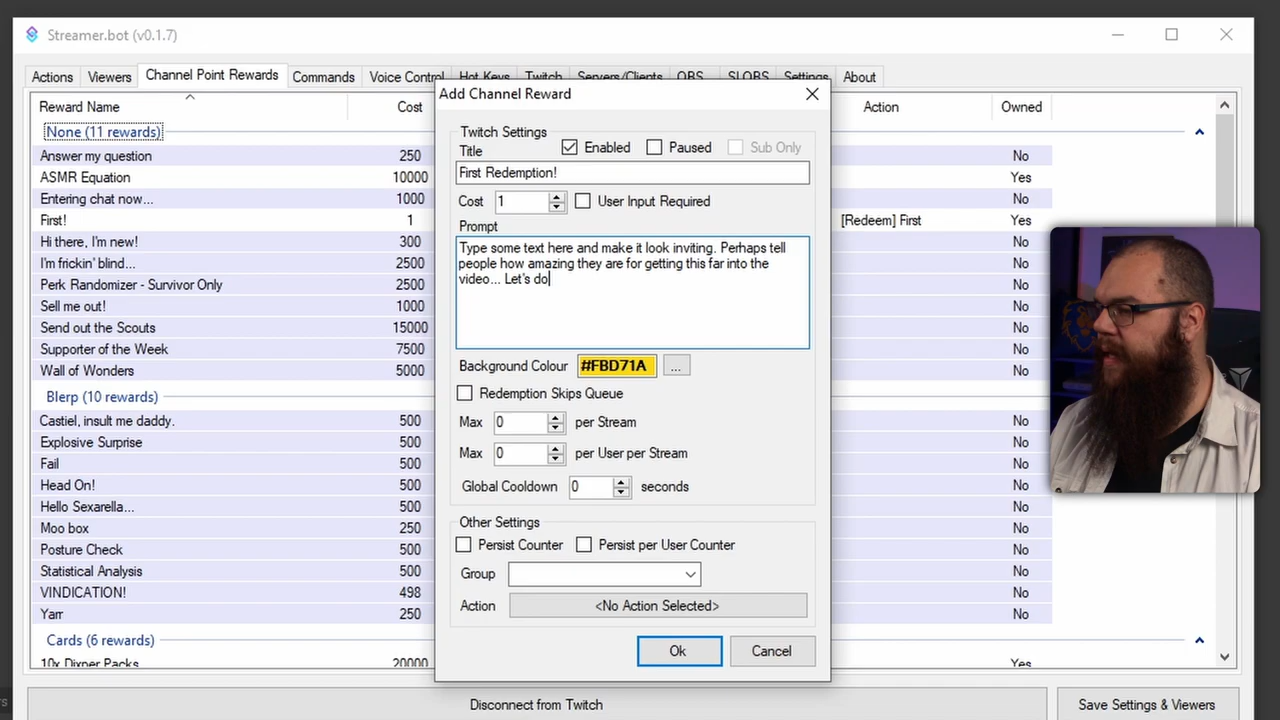 Streamer.bot (v0.1.7)
Actions Viewers Channel Point Rewards Commands Voice Control Hot Keys Twitch Servers/Clients OBS SLOBS Settings About
Reward Name Cost Action Owned
None (11 rewards)
Answer my question 250 No
ASMR Equation 10000 Yes
Entering chat now... 1000 No
First! 1 [Redeem] First Yes
Hi there, I'm new! 300 No
I'm frickin' blind... 2500 No
Perk Randomizer - Survivor Only 2500 No
Sell me out! 1000 No
Send out the Scouts 15000 No
Supporter of the Week 7500 No
Wall of Wonders 5000 No
Blerp (10 rewards)
Castiel, insult me daddy. 500 No
Explosive Surprise 500 No
Fail 500 No
Head On! 500 No
Hello Sexarella... 500 No
Moo box 250 No
Posture Check 500 No
Statistical Analysis 500 No
VINDICATION! 498 No
Yarr 250 No
Cards (6 rewards)
10x Dixper Packs 20000 Yes
Add Channel Reward
Twitch Settings
Title Enabled Paused Sub Only
First Redemption!
Cost 1 User Input Required
Prompt
Type some text here and make it look inviting. Perhaps tell
people how amazing they are for getting this far into the
video... Let's do
Background Colour #FBD71A ...
Redemption Skips Queue
Max 0 per Stream
Max 0 per User per Stream
Global Cooldown 0 seconds
Other Settings
Persist Counter Persist per User Counter
Group
Action <No Action Selected>
Ok Cancel
Disconnect from Twitch Save Settings & Viewers